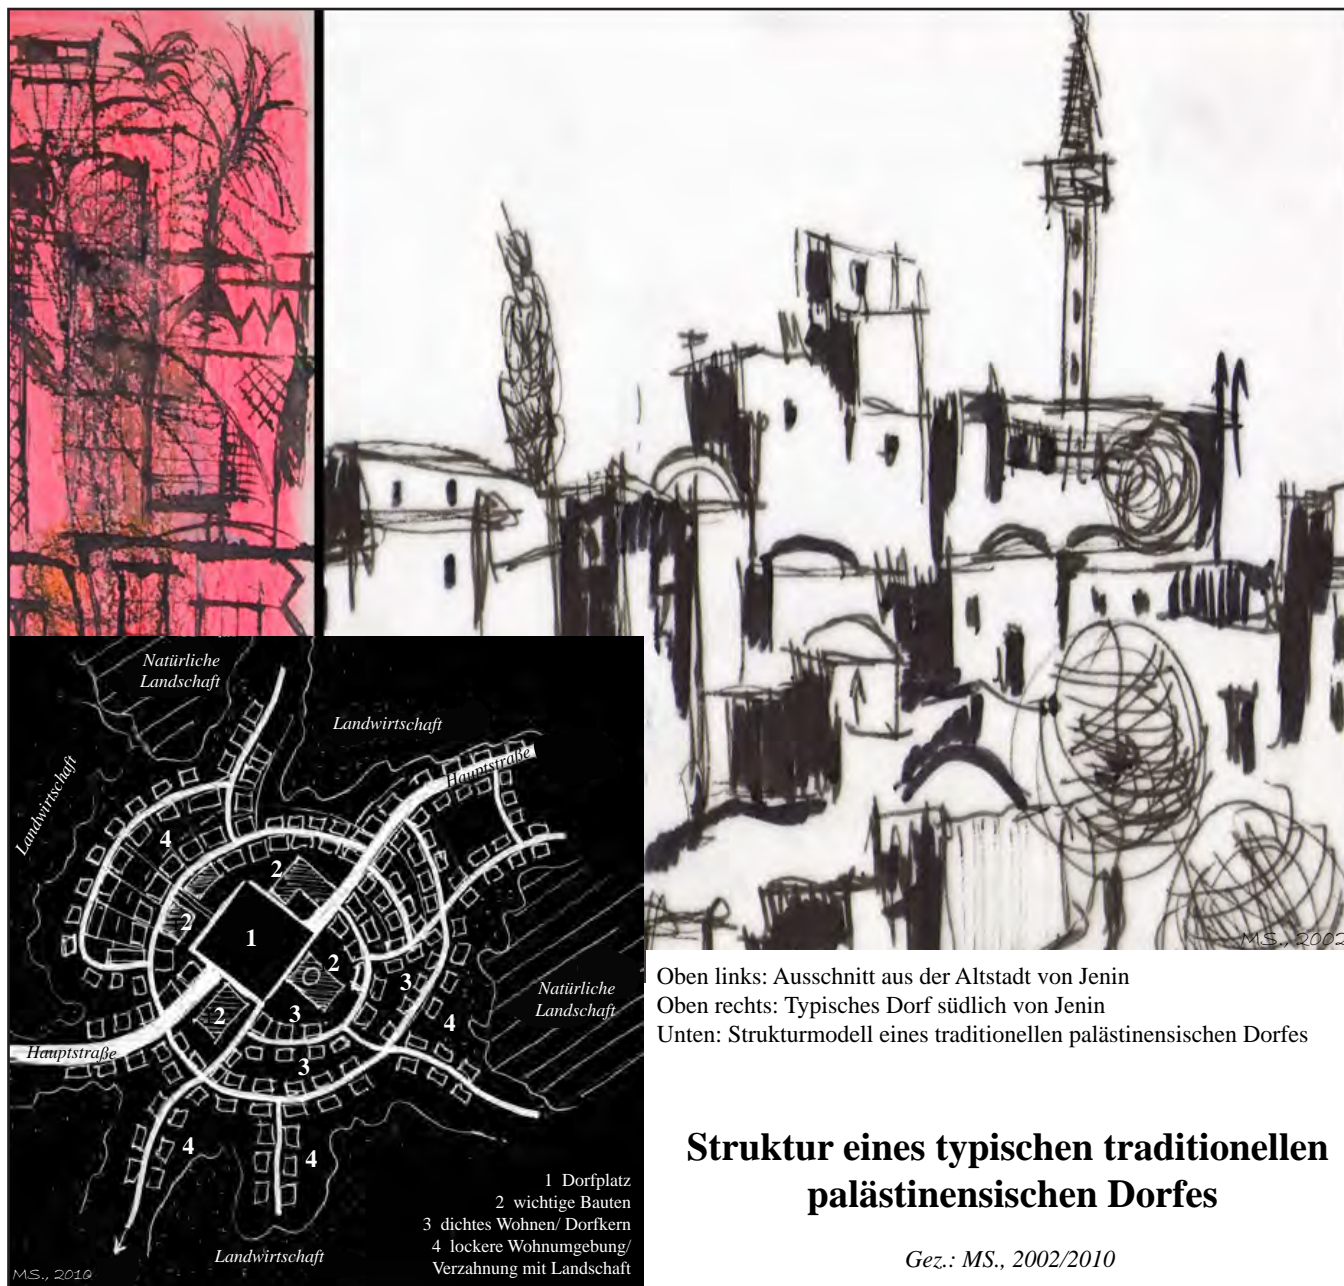 MS., 2002
Natürliche
Landschaft
Landwirtschaft
Hauptstraße
Landwirtschaft
4
2
2
1
2
3
2
3
4
Natürliche
Landschaft
Hauptstraße
3
4
4
Landwirtschaft
1 Dorfplatz
2 wichtige Bauten
3 dichtes Wohnen/ Dorfkern
4 lockere Wohnumgebung/
Verzahnung mit Landschaft
MS., 2010
Oben links: Ausschnitt aus der Altstadt von Jenin
Oben rechts: Typisches Dorf südlich von Jenin
Unten: Strukturmodell eines traditionellen palästinensischen Dorfes
Struktur eines typischen traditionellen
palästinensischen Dorfes
Gez.: MS., 2002/2010